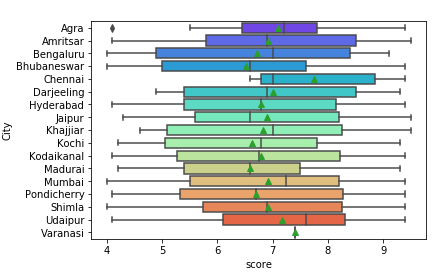 Agra
Amritsar
Bengaluru
Bhubaneswar
Chennai
Darjeeling
Hyderabad
Jaipur
Khajjiar
Kochi
Kodaikanal
Madurai
Mumbai
Pondicherry
Shimla
Udaipur
Varanasi
City
4 5 6 7 8 9
score